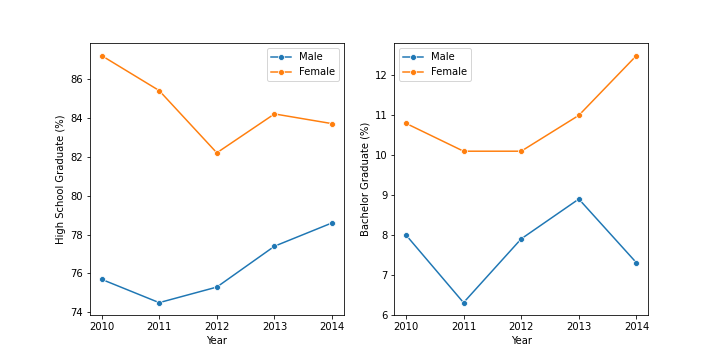 High School Graduate (%)
86
84
82
80
78
76
74
2010 2011 2012 2013 2014
Year
Male
Female
Bachelor Graduate (%)
12
11
10
9
8
7
6
2010 2011 2012 2013 2014
Year
Male
Female